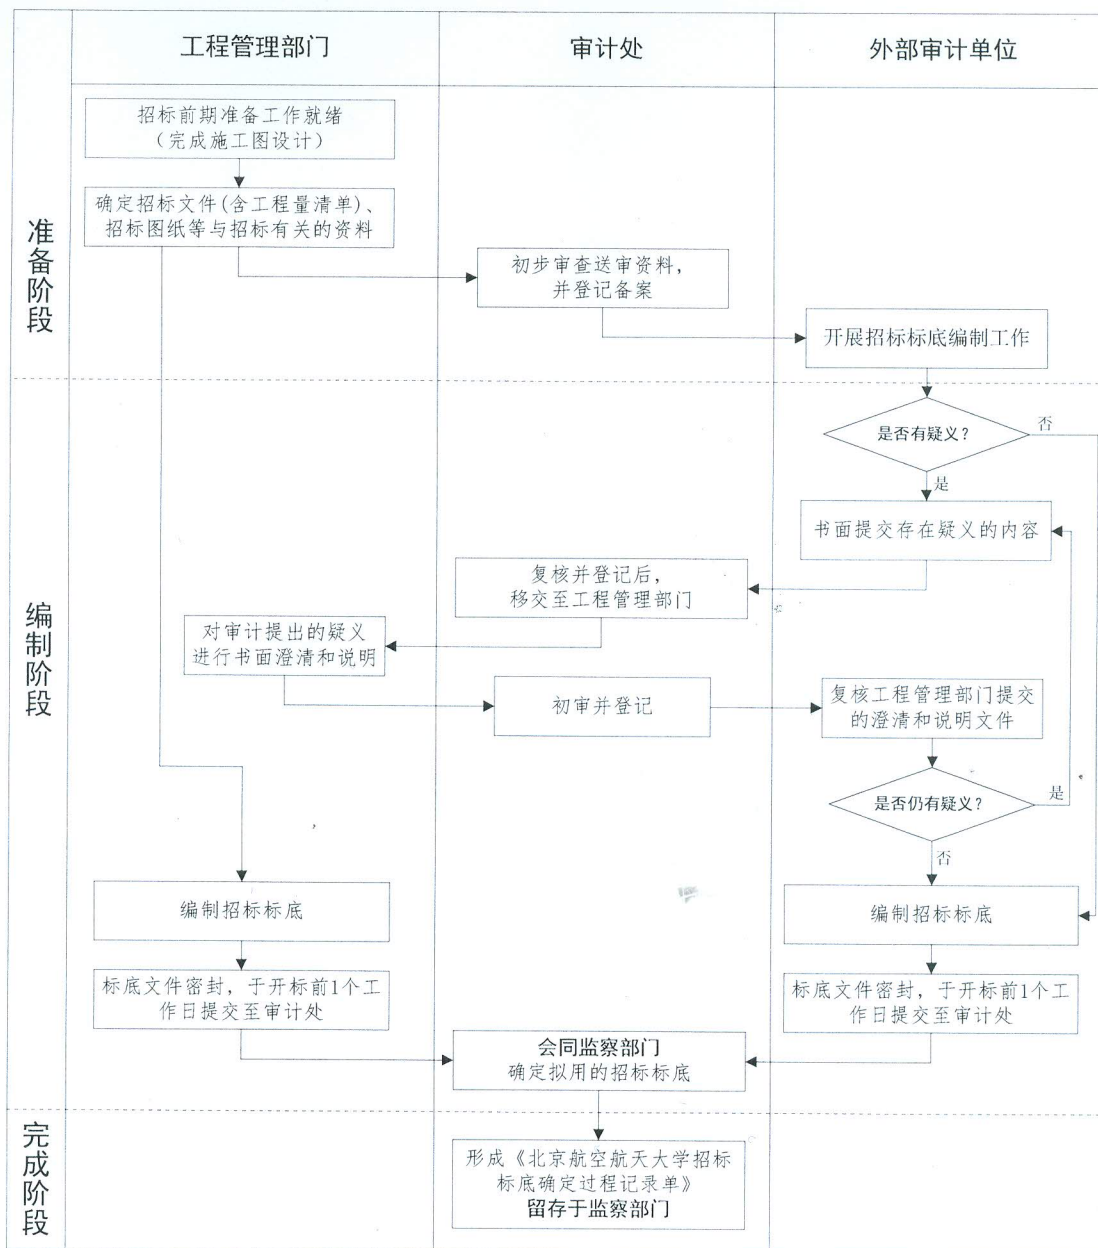 工程管理部门
审计处
外部审计单位
准备阶段
招标前期准备工作就绪
（完成施工图设计）
确定招标文件(含工程量清单)、
招标图纸等与招标有关的资料
初步审查送审资料，
并登记备案
开展招标标底编制工作
编制阶段
是否有疑义？
否
是
书面提交存在疑义的内容
复核并登记后，
移交至工程管理部门
对审计提出的疑义
进行书面澄清和说明
初审并登记
复核工程管理部门提交
的澄清和说明文件
是否仍有疑义？
是
否
编制招标标底
编制招标标底
标底文件密封，于开标前1个工
作日提交至审计处
标底文件密封，于开标前1个工
作日提交至审计处
会同监察部门
确定拟用的招标标底
完成阶段
形成《北京航空航天大学招标
标底确定过程记录单》
留存于监察部门